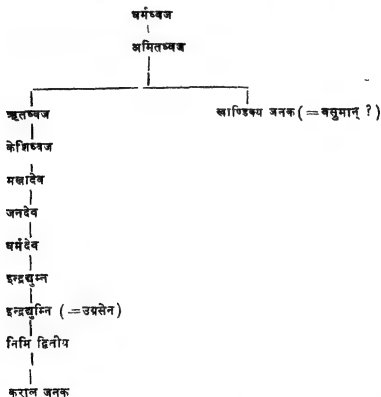 धर्मध्वज
अमितध्वज
ऋतध्वज
खाण्डिक्य जनक (=वसुमान् ?)
केशिध्वज
मखादेव
जनदेव
धर्मदेव
इन्द्रद्युम्न
इन्द्रद्युम्नि (=उग्रसेन)
निमि द्वितीय
कराल जनक